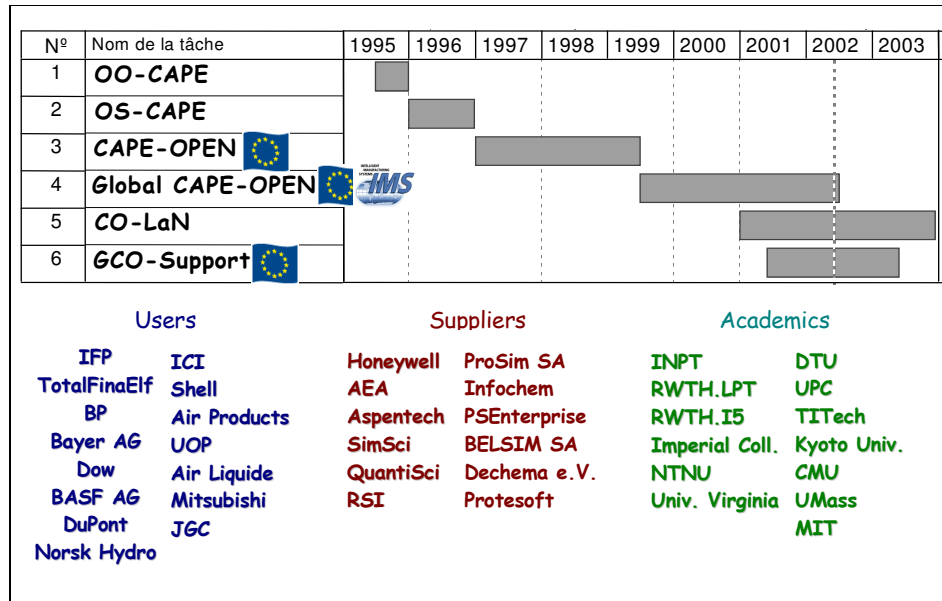 Nº Nom de la tâche 1995 1996 1997 1998 1999 2000 2001 2002 2003
1 OO-CAPE
2 OS-CAPE
3 CAPE-OPEN
INTELLIGENT
MANUFACTURING
SYSTEMS
IMS
4 Global CAPE-OPEN
5 CO-LaN
6 GCO-Support
Users
IFP
TotalFinaElf
BP
Bayer AG
Dow
BASF AG
DuPont
Norsk Hydro
ICI
Shell
Air Products
UOP
Air Liquide
Mitsubishi
JGC
Suppliers
Honeywell
AEA
Aspentech
SimSci
QuantiSci
RSI
ProSim SA
Infochem
PSEnterprise
BELSIM SA
Dechema e.V.
Protesoft
Academics
INPT
RWTH.LPT
RWTH.I5
Imperial Coll.
NTNU
Univ. Virginia
DTU
UPC
TITech
Kyoto Univ.
CMU
UMass
MIT